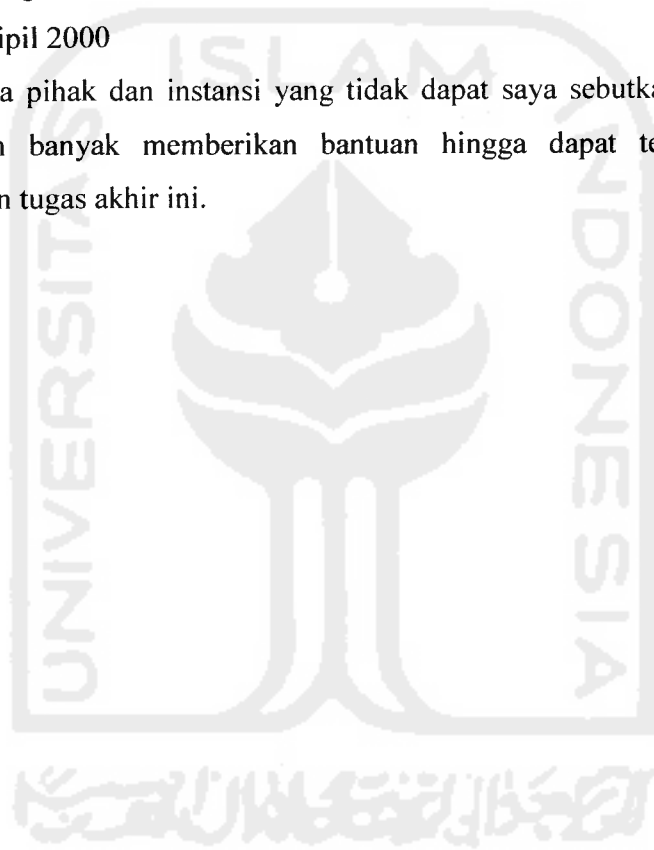 ipil 2000
a pihak dan instansi yang tidak dapat saya sebutka
n banyak memberikan bantuan hingga dapat te
n tugas akhir ini.
ISLAM
UNIVERSITAS
INDONESIA